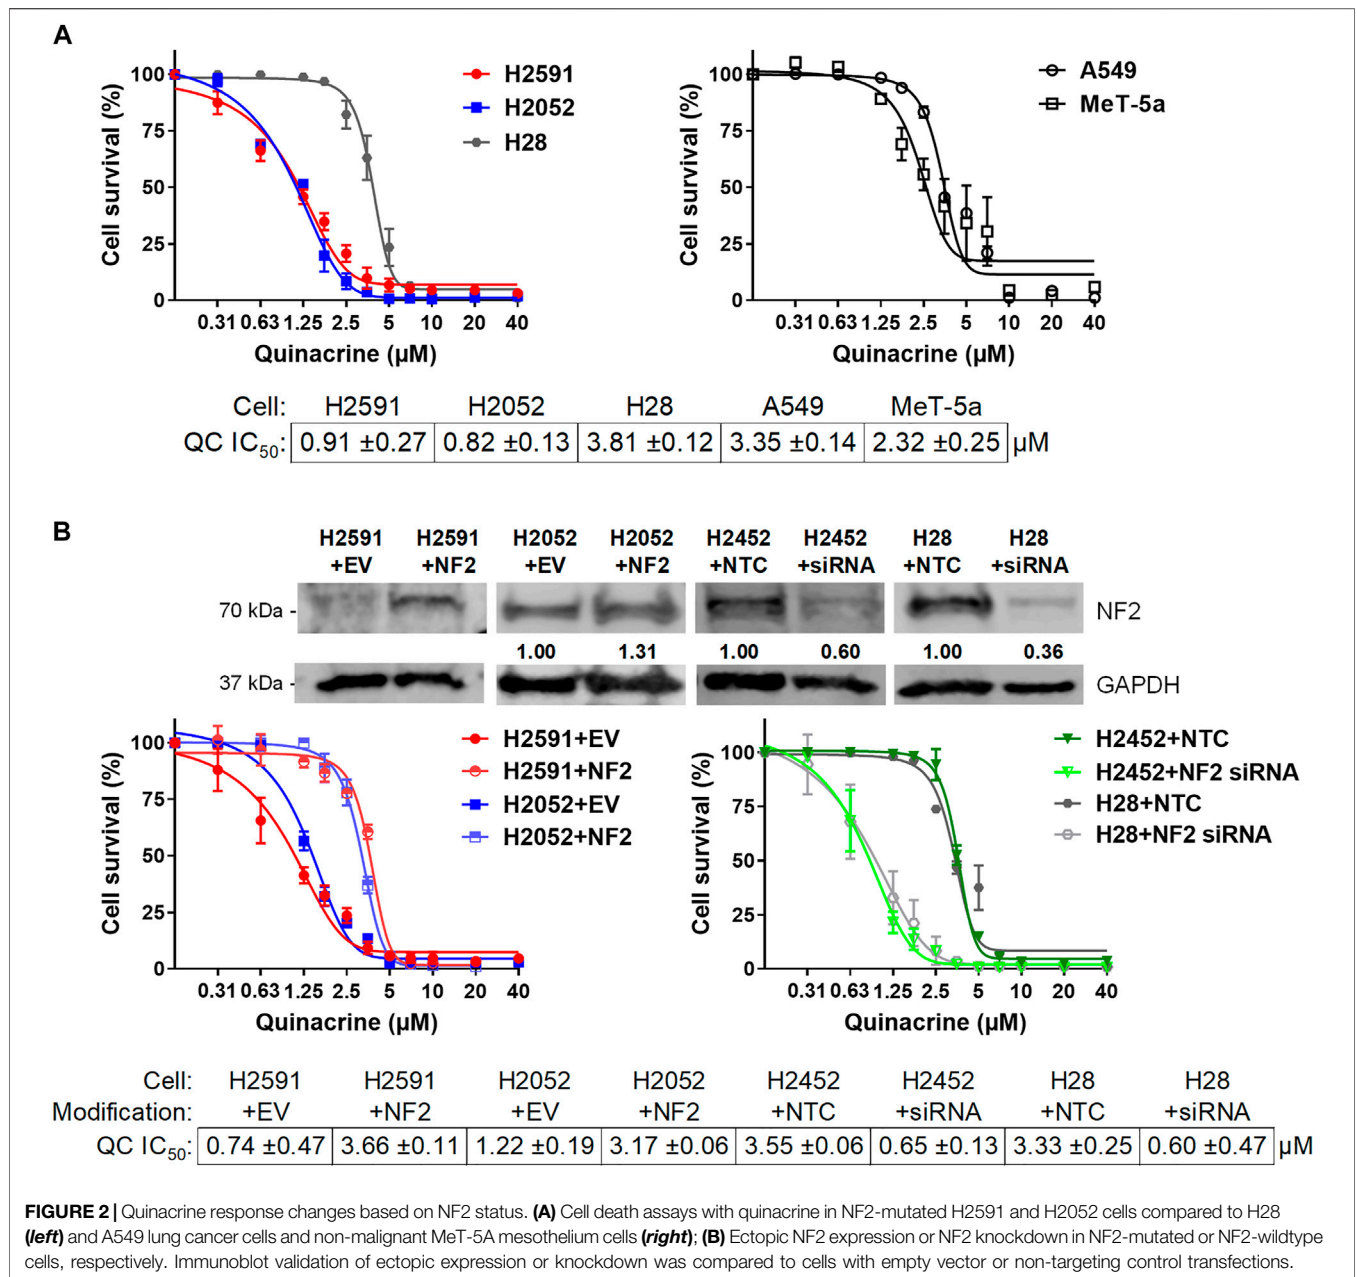 A
Cell survival (%)
100
75
50
25
0
0.31 0.63 1.25 2.5 5 10 20 40
Quinacrine (µM)
H2591
H2052
H28
Cell survival (%)
100
75
50
25
0
0.31 0.63 1.25 2.5 5 10 20 40
Quinacrine (µM)
A549
MeT-5a
Cell: H2591 H2052 H28 A549 MeT-5a
QC IC50: 0.91 ±0.27 0.82 ±0.13 3.81 ±0.12 3.35 ±0.14 2.32 ±0.25 µM
B
H2591 H2591 H2052 H2052 H2452 H2452 H28 H28
+EV +NF2 +EV +NF2 +NTC +siRNA +NTC +siRNA
70 kDa - NF2
1.00 1.31 1.00 0.60 1.00 0.36
37 kDa - GAPDH
Cell survival (%)
100
75
50
25
0
0.31 0.63 1.25 2.5 5 10 20 40
Quinacrine (µM)
H2591+EV
H2591+NF2
H2052+EV
H2052+NF2
Cell survival (%)
100
75
50
25
0
0.31 0.63 1.25 2.5 5 10 20 40
Quinacrine (µM)
H2452+NTC
H2452+NF2 siRNA
H28+NTC
H28+NF2 siRNA
Cell: H2591 H2591 H2052 H2052 H2452 H2452 H28 H28
Modification: +EV +NF2 +EV +NF2 +NTC +siRNA +NTC +siRNA
QC IC50: 0.74 ±0.47 3.66 ±0.11 1.22 ±0.19 3.17 ±0.06 3.55 ±0.06 0.65 ±0.13 3.33 ±0.25 0.60 ±0.47 µM
FIGURE 2 | Quinacrine response changes based on NF2 status. (A) Cell death assays with quinacrine in NF2-mutated H2591 and H2052 cells compared to H28
(left) and A549 lung cancer cells and non-malignant MeT-5A mesothelium cells (right); (B) Ectopic NF2 expression or NF2 knockdown in NF2-mutated or NF2-wildtype
cells, respectively. Immunoblot validation of ectopic expression or knockdown was compared to cells with empty vector or non-targeting control transfections.